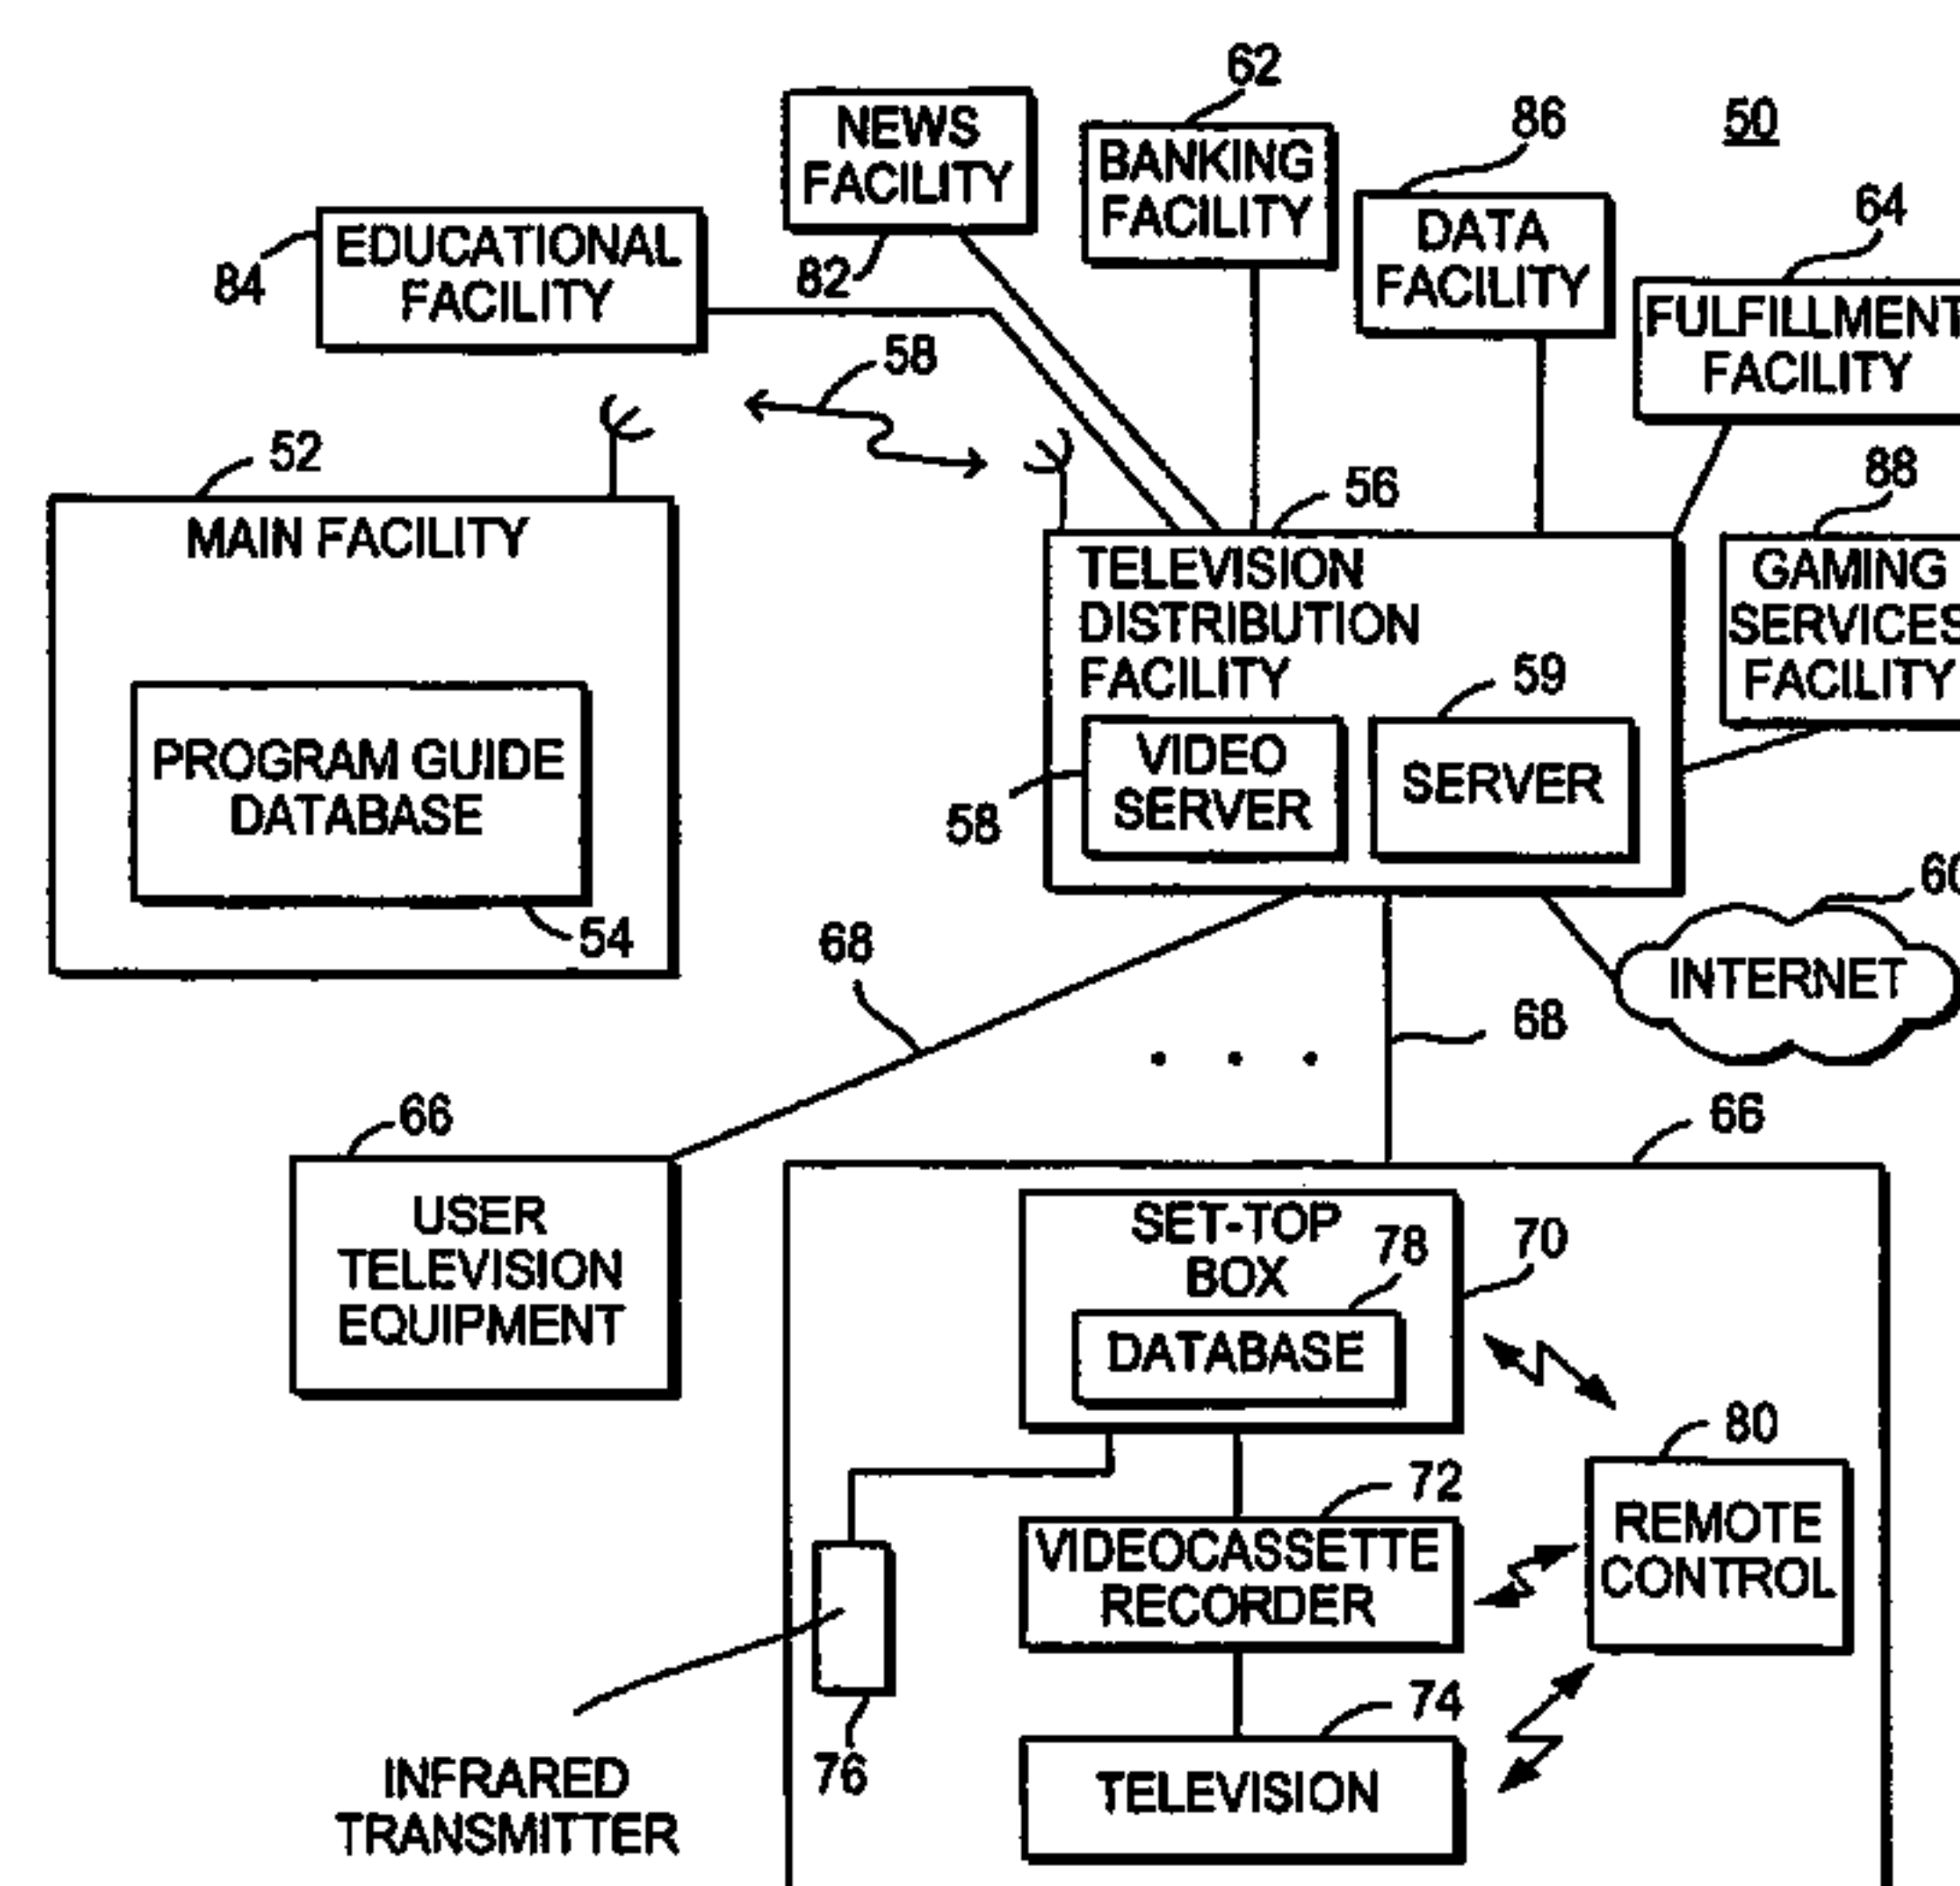 62
NEWS
FACILITY
86
50
BANKING
FACILITY
64
EDUCATIONAL
FACILITY
DATA
FACILITY
84
82
FULFILLMENT
FACILITY
58
52
56
88
MAIN FACILITY
TELEVISION
DISTRIBUTION
FACILITY
GAMING
SERVICES
FACILITY
59
PROGRAM GUIDE
DATABASE
VIDEO
SERVER
SERVER
58
54
60
68
INTERNET
68
66
66
USER
TELEVISION
EQUIPMENT
SET-TOP
BOX
78
70
DATABASE
80
72
REMOTE
CONTROL
VIDEOCASSETTE
RECORDER
74
76
INFRARED
TRANSMITTER
TELEVISION